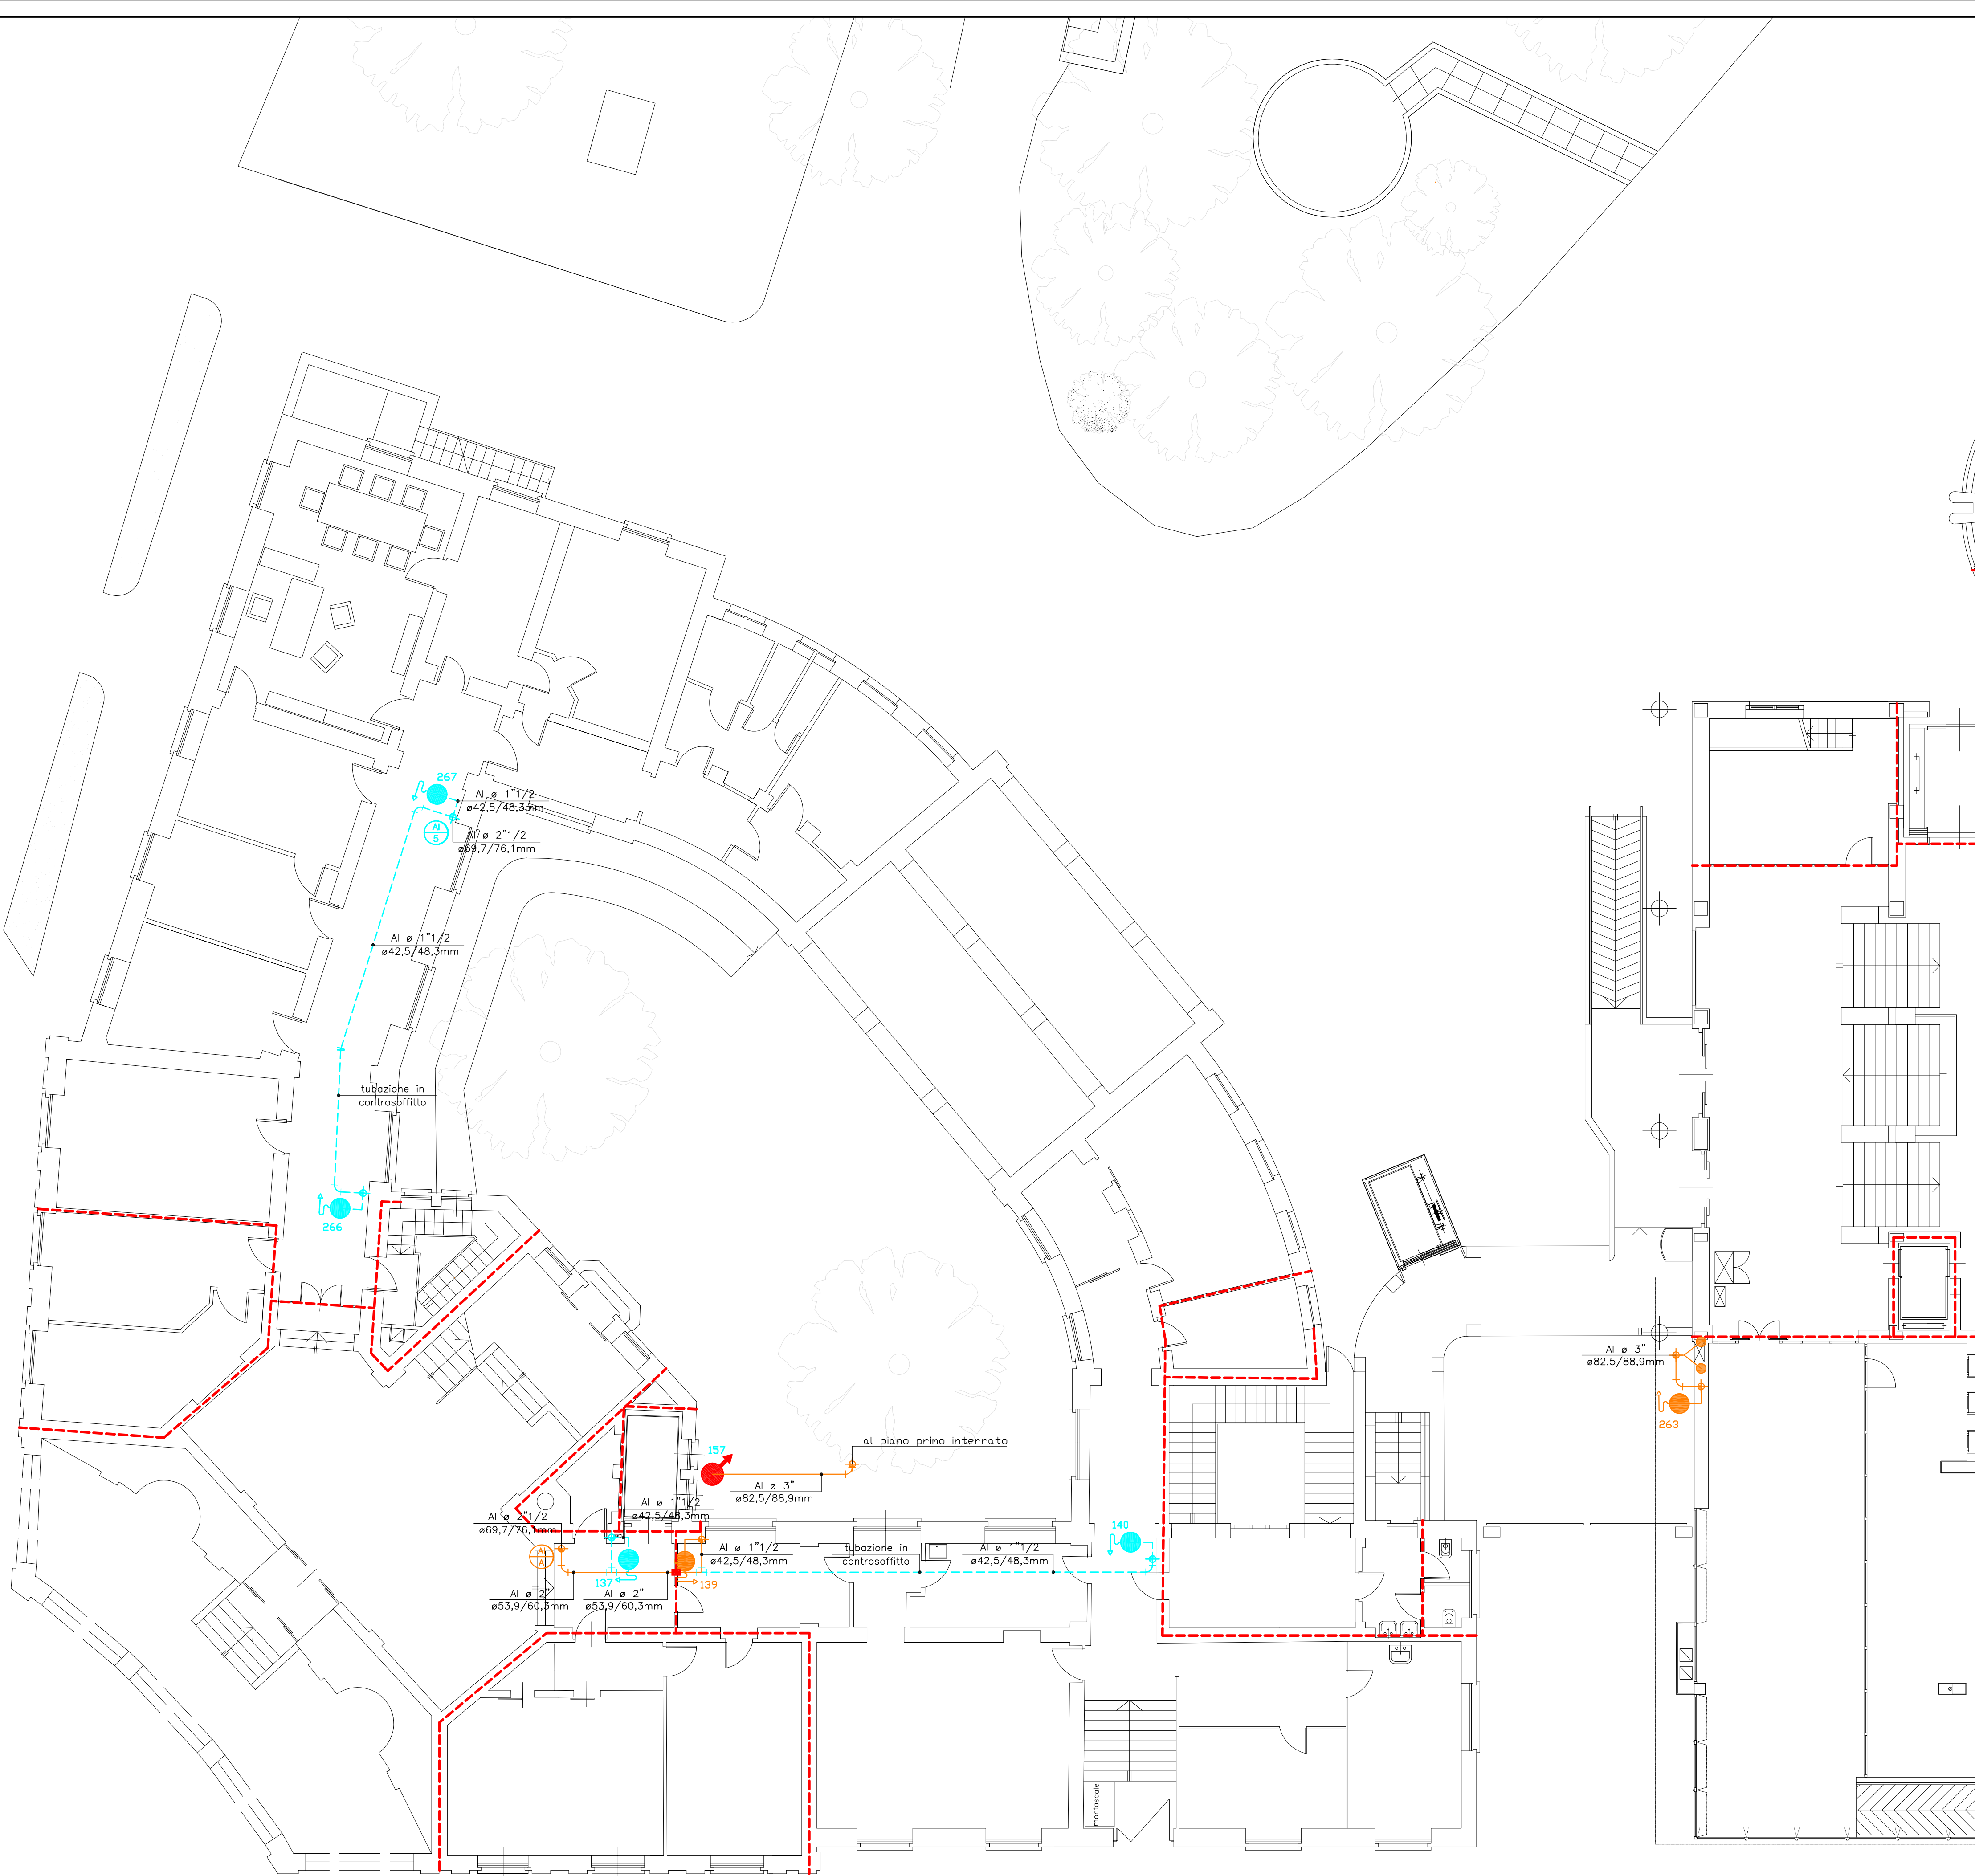 267
Al ø 1"1/2
ø42,5/48,3mm
Al
5
Al ø 2"1/2
ø69,7/76,1mm
Al ø 1"1/2
ø42,5/48,3mm
tubazione in
controsoffitto
266
Al ø 3"
ø82,5/88,9mm
263
al piano primo interrato
157
Al ø 3"
ø82,5/88,9mm
Al ø 1"1/2
ø42,5/48,3mm
Al ø 2"1/2
ø69,7/76,1mm
140
Al
A
Al ø 1"1/2
ø42,5/48,3mm
tubazione in
controsoffitto
Al ø 1"1/2
ø42,5/48,3mm
137
139
Al ø 2"
ø53,9/60,3mm
Al ø 2"
ø53,9/60,3mm
montascale